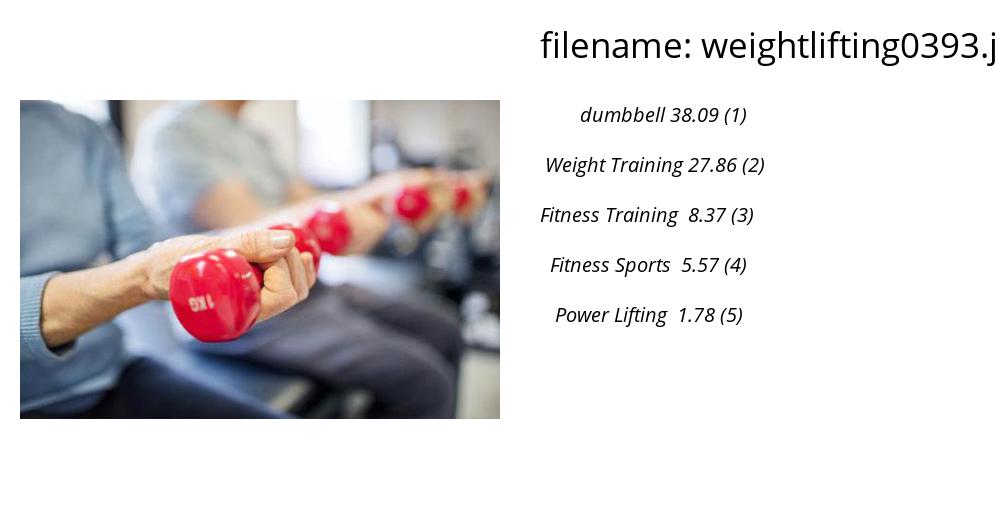 filename: weightlifting0393.j
dumbbell 38.09 (1)
Weight Training 27.86 (2)
Fitness Training 8.37 (3)
Fitness Sports 5.57 (4)
Power Lifting 1.78 (5)
1KG